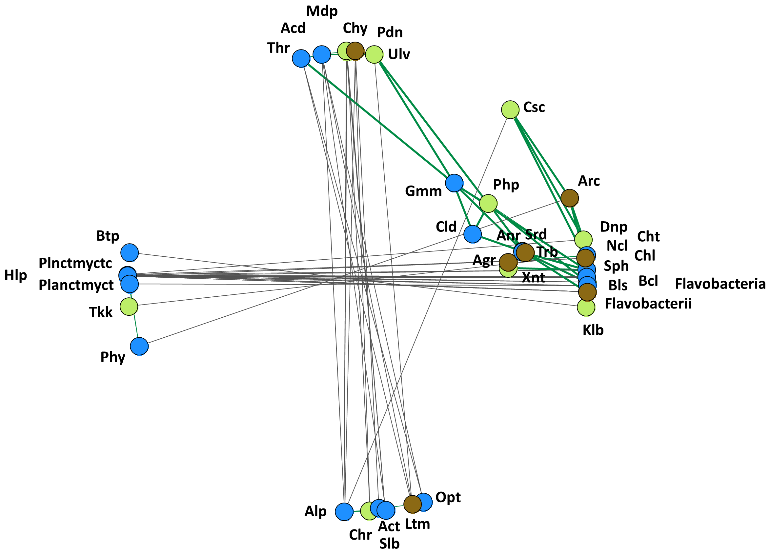 Mdp
Acd
Chy
Pdn
Thr
Ulv
Csc
Arc
Gmm
Php
Cld
Anr
Srd
Dnp
Cht
Btp
Ncl
Chl
Trb
Plnctmyctc
Agr
Sph
Hlp
Xnt
Planctmyct
Bls
Bcl
Flavobacteria
Tkk
Flavobacterii
Klb
Phy
Alp
Opt
Chr
Act
Ltm
Slb